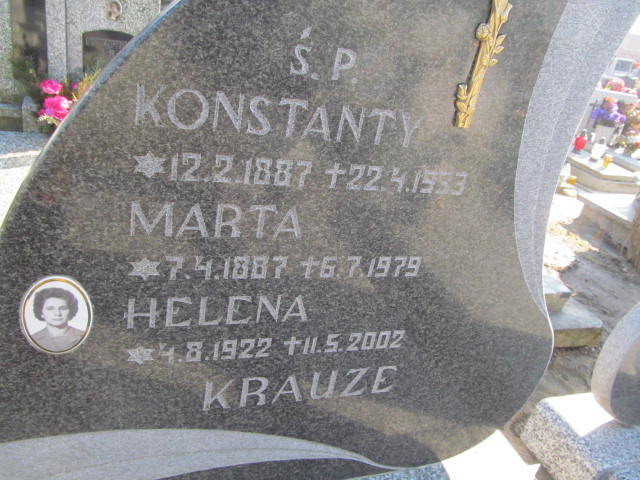 Ś.P.
KONSTANTY
✡12.2.1887 ✝22.4.1933
MARTA
✡7.4.1887 ✝6.7.1979
HELENA
✡4.8.1922 ✝11.5.2002
KRAUZE